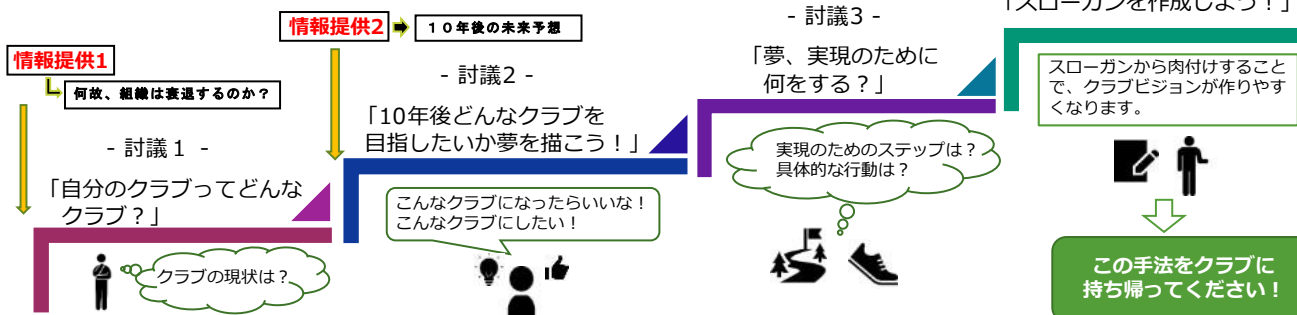 情報提供1
何故、組織は衰退するのか？
- 討議１ -
「自分のクラブってどんな
クラブ？」
クラブの現状は？
情報提供2
１０年後の未来予想
- 討議2 -
「10年後どんなクラブを
目指したいか夢を描こう！」
こんなクラブになったらいいな！
こんなクラブにしたい！
- 討議3 -
「夢、実現のために
何をする？」
実現のためのステップは？
具体的な行動は？
「スローガンを作成しよう！」
スローガンから肉付けすること
で、クラブビジョンが作りやす
くなります。
この手法をクラブに
持ち帰ってください！